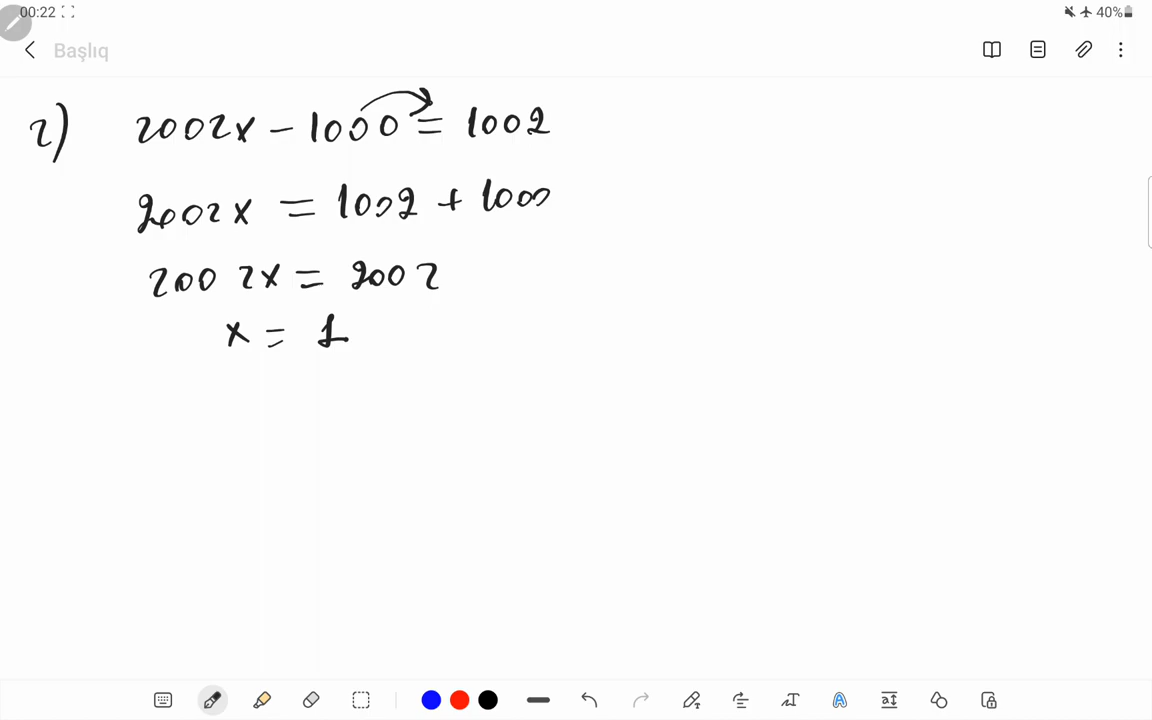 00:22 40%
Başlıq
2) 2002x - 1000 = 1002
2002x = 1002 + 1000
2002x = 2002
x = 1